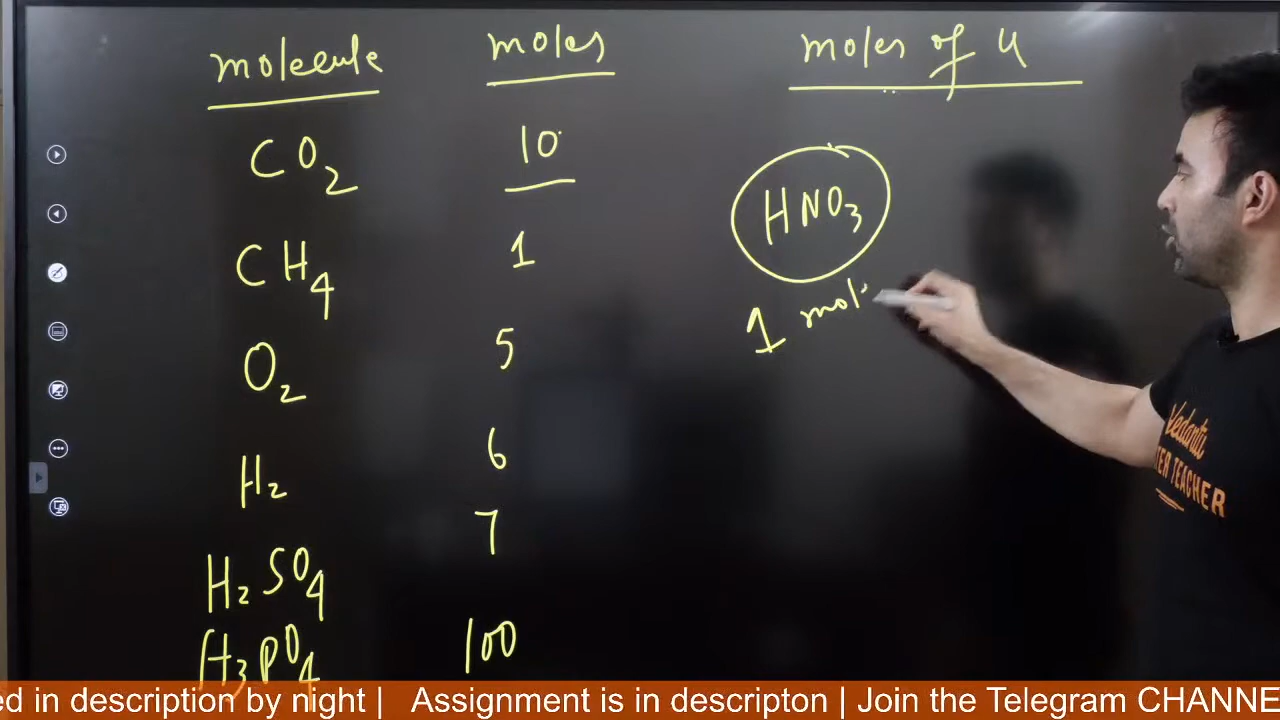 molecule moles moles of 4
CO2 10
CH4 1
O2 5
H2 6
H2SO4 7
H3PO4 100
HNO3
1 mol
Vedantu
TER TEACHER
ed in description by night | Assignment is in descripton | Join the Telegram CHANNE